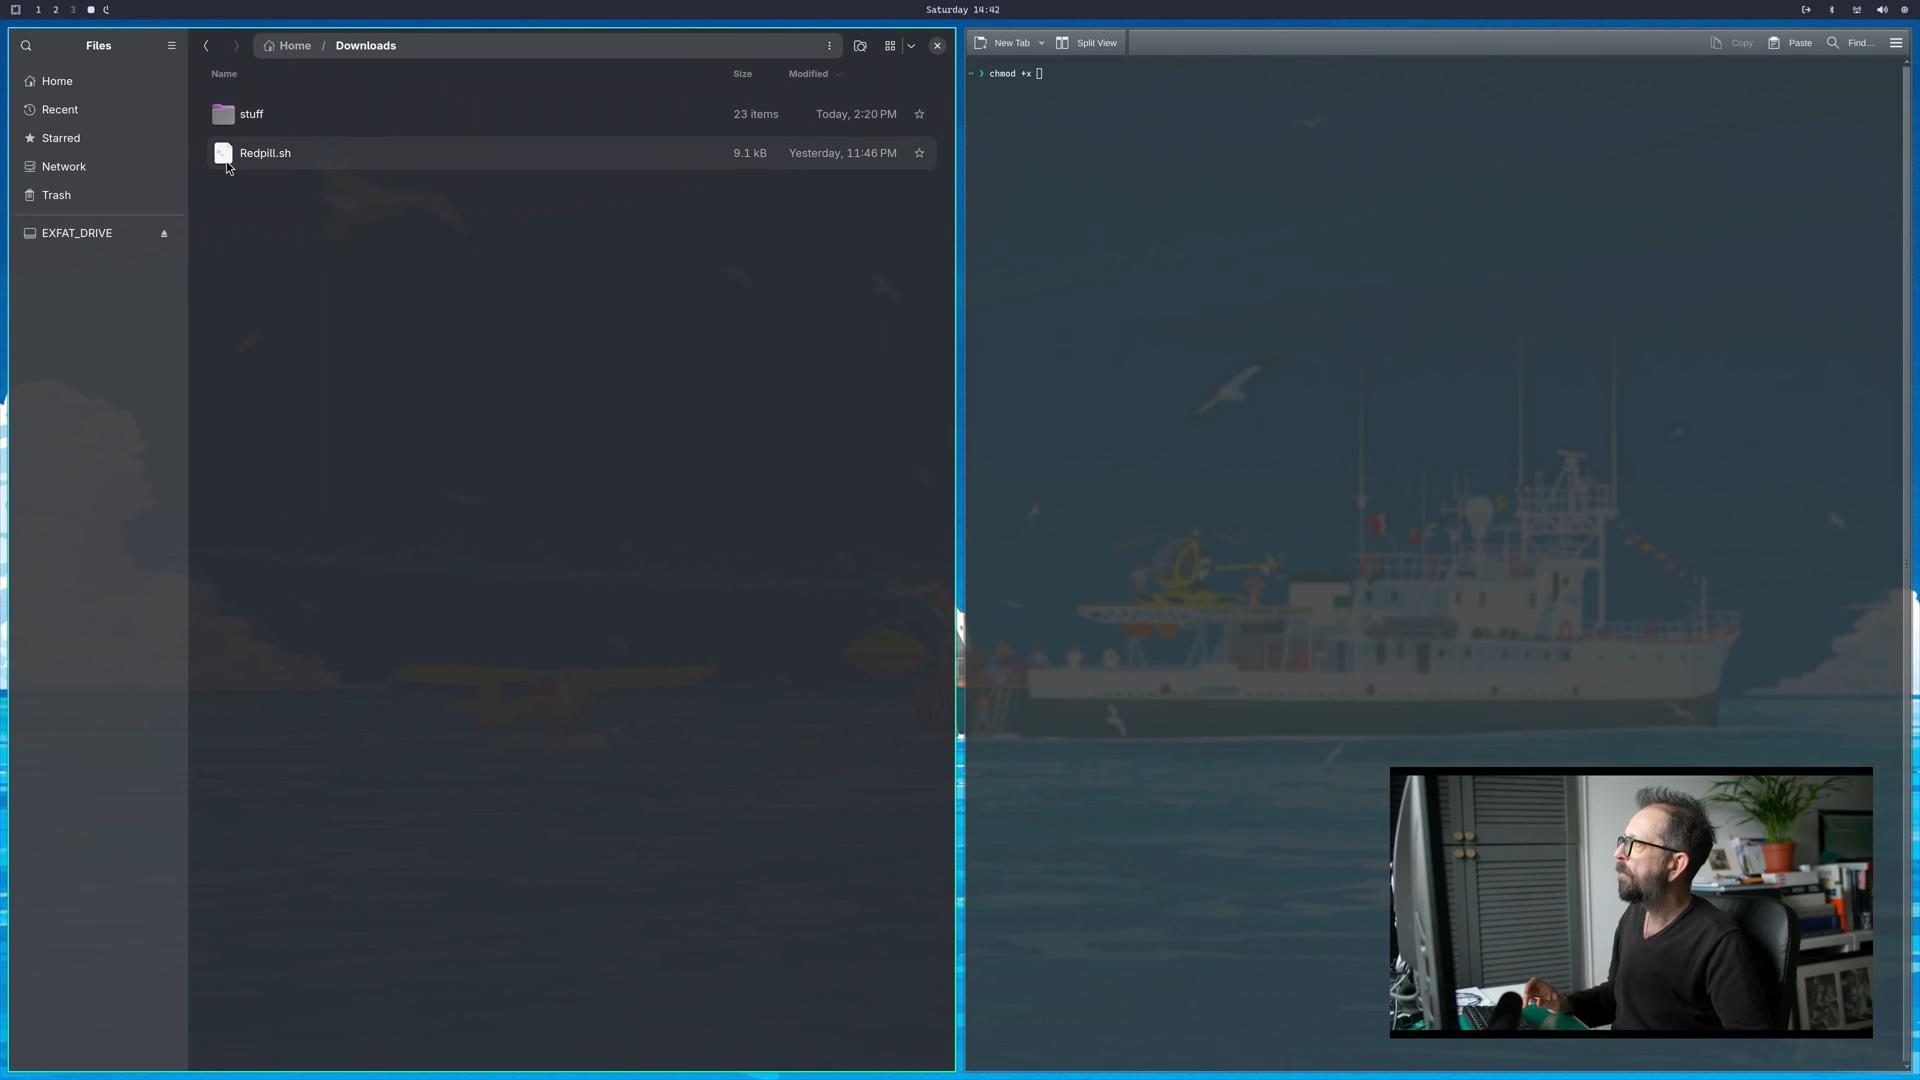 1 2 3
Saturday 14:42
Files
Home / Downloads
Home
Recent
Starred
Network
Trash
EXFAT_DRIVE
Name Size Modified
stuff 23 items Today, 2:20 PM
Redpill.sh 9.1 kB Yesterday, 11:46 PM
New Tab Split View Copy Paste Find...
~ ❯ chmod +x